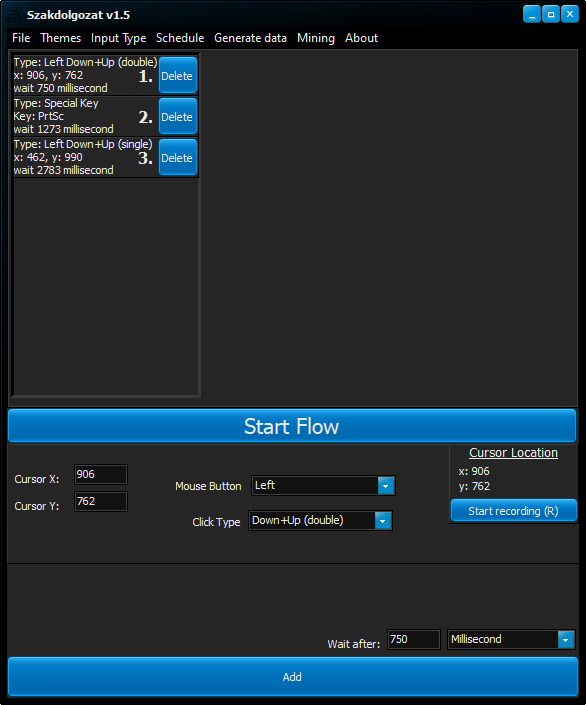 Szakdolgozat v1.5
File Themes Input Type Schedule Generate data Mining About
Type: Left Down+Up (double)
x: 906, y: 762
wait 750 millisecond
1.
Delete
Type: Special Key
Key: PrtSc
wait 1273 millisecond
2.
Delete
Type: Left Down+Up (single)
x: 462, y: 990
wait 2783 millisecond
3.
Delete
Start Flow
Cursor X: 906
Cursor Y: 762
Mouse Button Left
Click Type Down+Up (double)
Cursor Location
x: 906
y: 762
Start recording (R)
Wait after: 750 Millisecond
Add